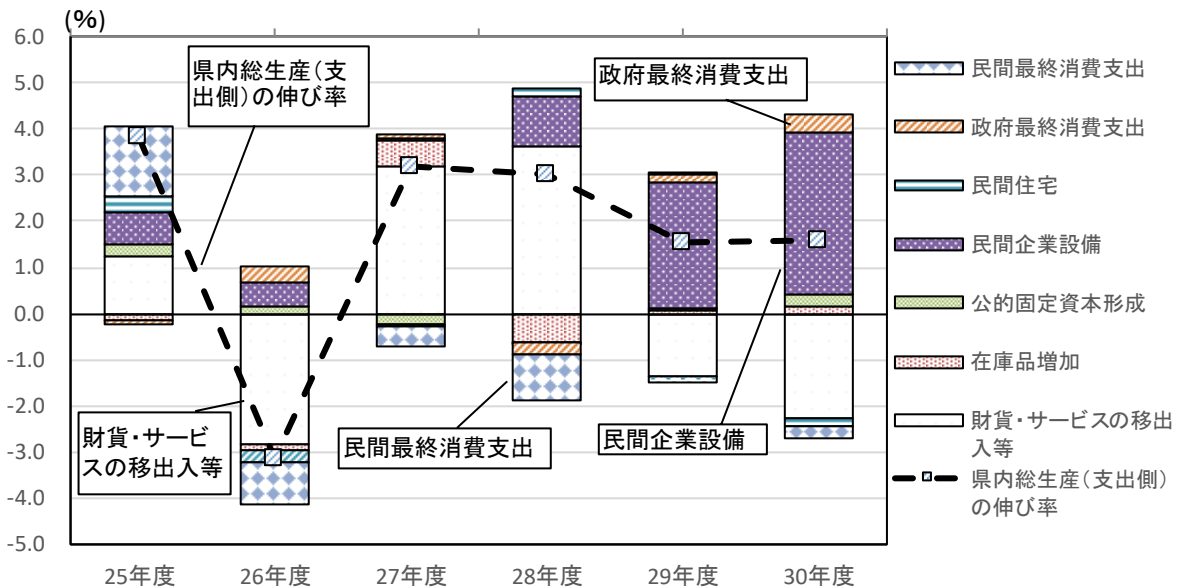 (%)
6.0
5.0
4.0
3.0
2.0
1.0
0.0
-1.0
-2.0
-3.0
-4.0
-5.0
県内総生産(支
出側)の伸び率
政府最終消費支出
財貨・サービ
スの移出入等
民間最終消費支出
民間企業設備
25年度
26年度
27年度
28年度
29年度
30年度
民間最終消費支出
政府最終消費支出
民間住宅
民間企業設備
公的固定資本形成
在庫品増加
財貨・サービスの移出入
等
県内総生産(支出側)
の伸び率